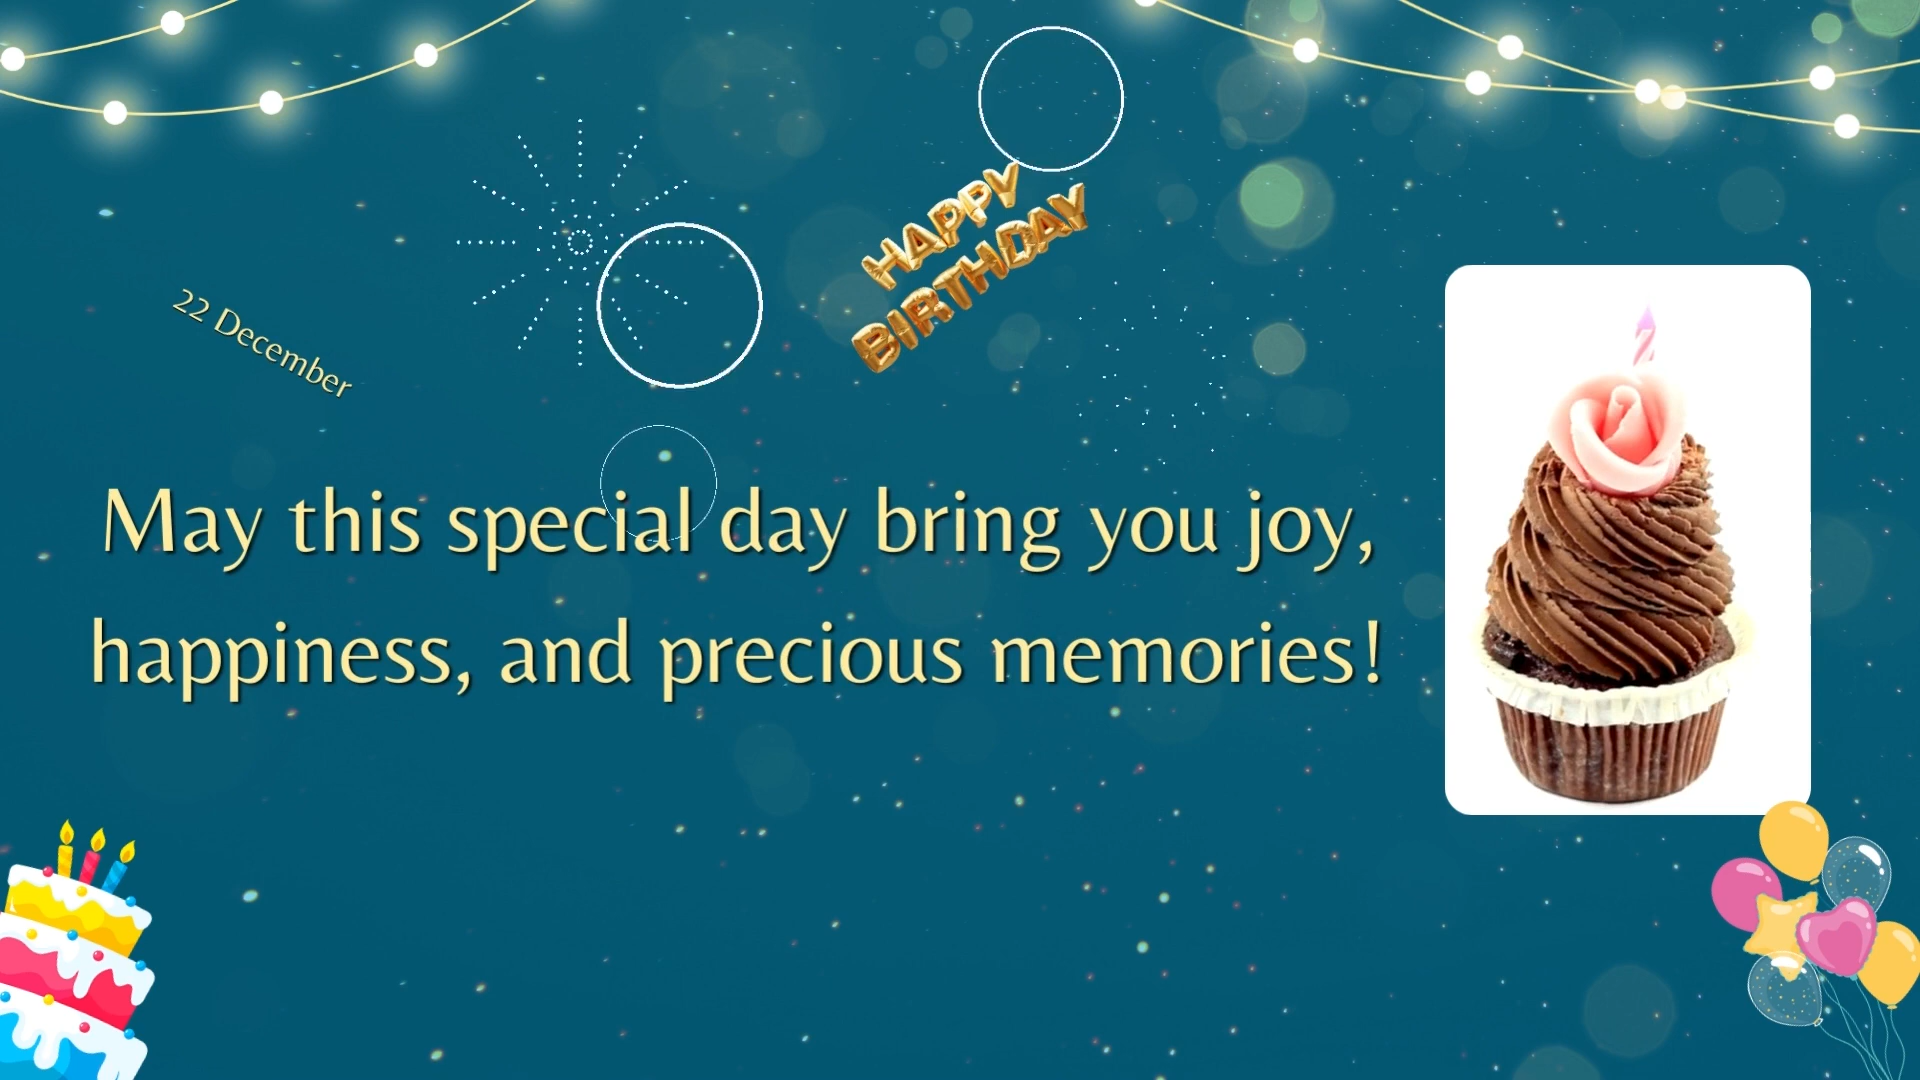 HAPPY
BIRTHDAY
22 December
May this special day bring you joy,
happiness, and precious memories!